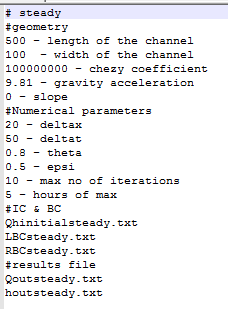 # steady
#geometry
500 - length of the channel
100  - width of the channel
100000000 - chezy coefficient
9.81 - gravity acceleration
0 - slope
#Numerical parameters
20 - deltax
50 - deltat
0.8 - theta
0.5 - epsi
10 - max no of iterations
5 - hours of max
#IC & BC
Qhinitialsteady.txt
LBCsteady.txt
RBCsteady.txt
#results file
Qoutsteady.txt
houtsteady.txt